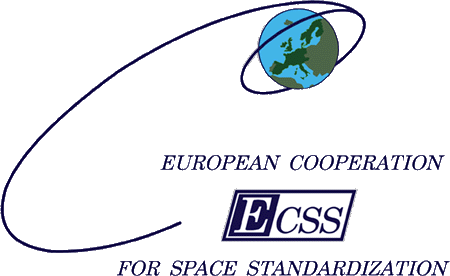 EUROPEAN COOPERATION
ECSS
FOR SPACE STANDARDIZATION